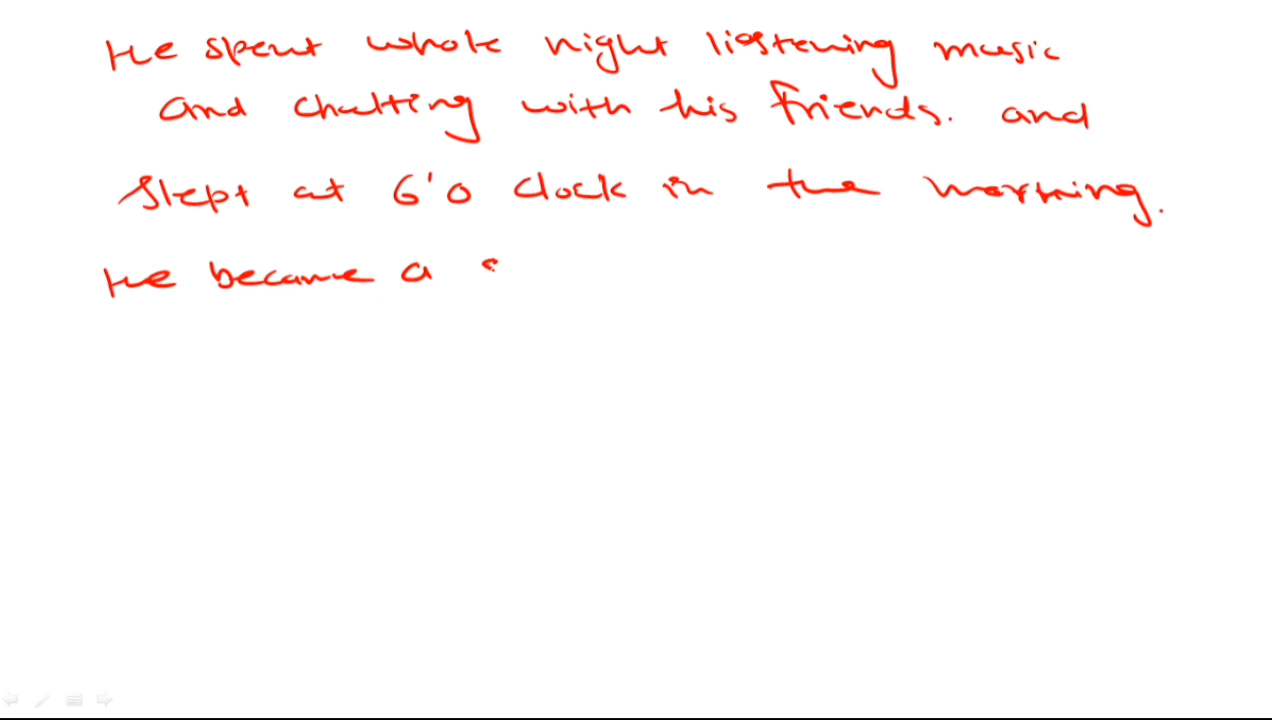 He spent whole night listening music
and chatting with his friends. and
slept at 6'0 clock in the morning.
He became a